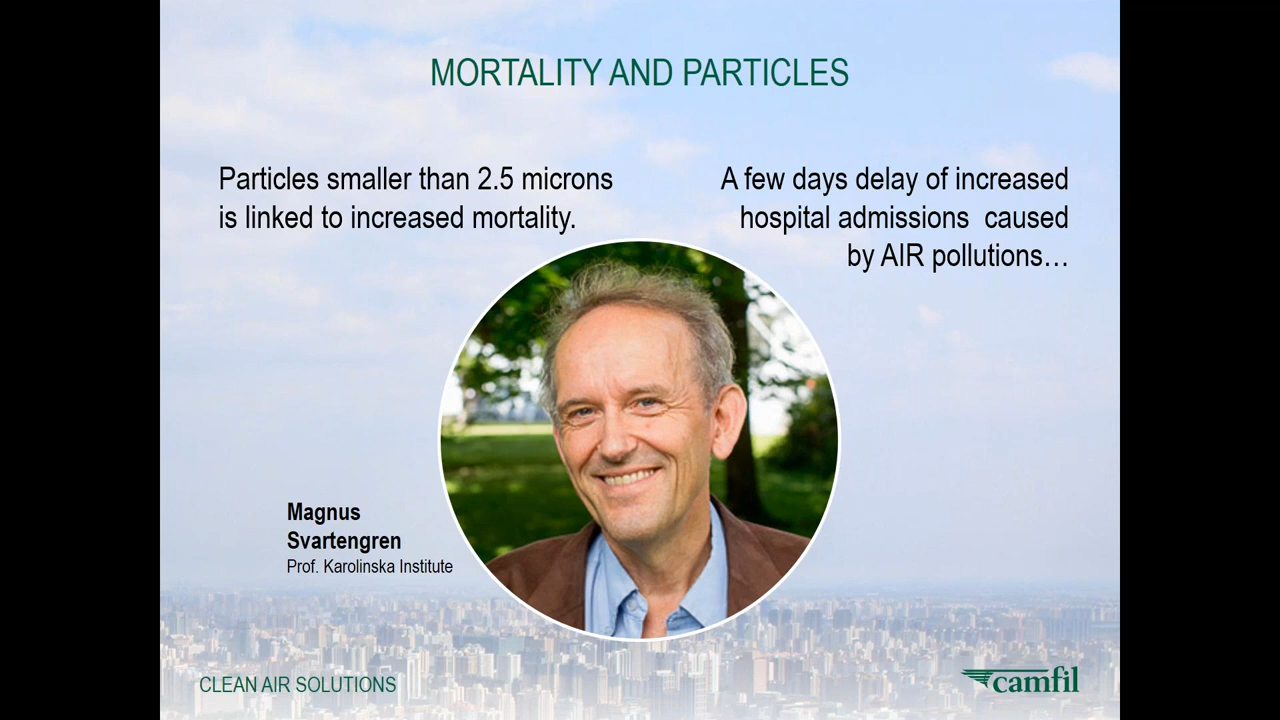 MORTALITY AND PARTICLES
Particles smaller than 2.5 microns
is linked to increased mortality.
A few days delay of increased
hospital admissions  caused
by AIR pollutions…
Magnus
Svartengren
Prof. Karolinska Institute
CLEAN AIR SOLUTIONS
camfil